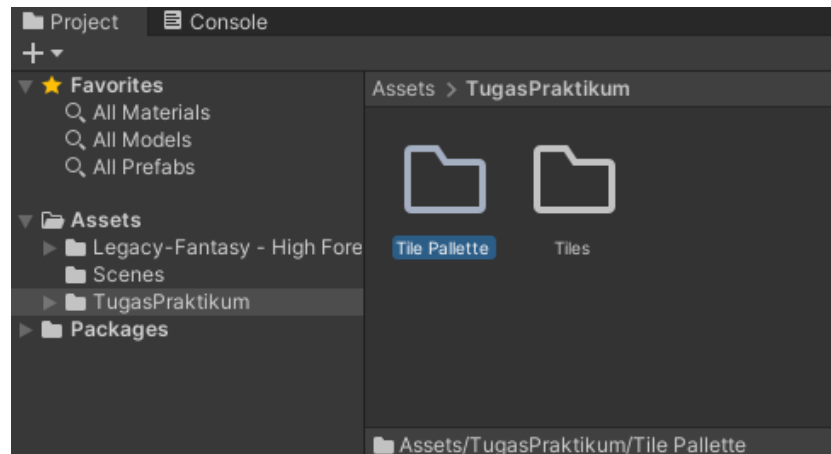 Project Console
Favorites
All Materials
All Models
All Prefabs
Assets
Legacy-Fantasy - High Fore
Scenes
TugasPraktikum
Packages
Assets > TugasPraktikum
Tile Pallette Tiles
Assets/TugasPraktikum/Tile Pallette